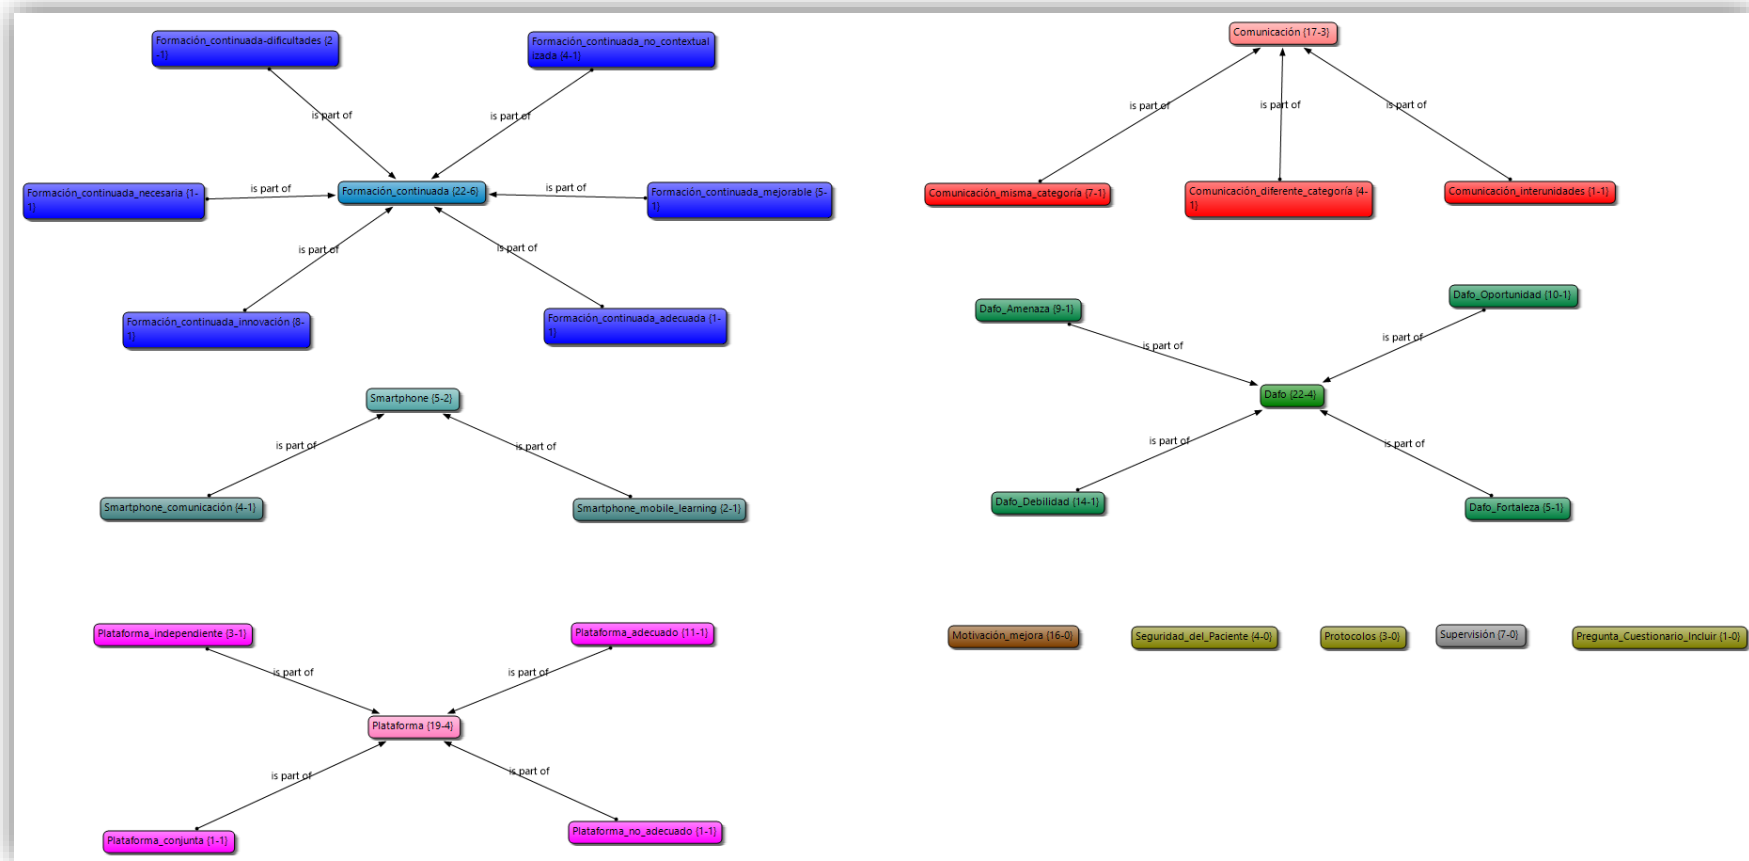 Formación_continuada-dificultades {2
-1}
Formación_continuada_no_contextual
izada {4-1}
is part of
is part of
Formación_continuada_necesaria {1-
1}
is part of
Formación_continuada {22-6}
is part of
Formación_continuada_mejorable {5-
1}
is part of
is part of
Formación_continuada_innovación {8-
1}
Formación_continuada_adecuada {1-
1}
Comunicación {17-3}
is part of
is part of
is part of
Comunicación_misma_categoría {7-1}
Comunicación_diferente_categoría {4-
1}
Comunicación_interunidades {1-1}
Smartphone {5-2}
is part of
is part of
Smartphone_comunicación {4-1}
Smartphone_mobile_learning {2-1}
Dafo_Amenaza {9-1}
Dafo_Oportunidad {10-1}
is part of
is part of
Dafo {22-4}
is part of
is part of
Dafo_Debilidad {14-1}
Dafo_Fortaleza {5-1}
Plataforma_independiente {3-1}
Plataforma_adecuado {11-1}
is part of
is part of
Plataforma {19-4}
is part of
is part of
Plataforma_conjunta {1-1}
Plataforma_no_adecuado {1-1}
Motivación_mejora {16-0}
Seguridad_del_Paciente {4-0}
Protocolos {3-0}
Supervisión {7-0}
Pregunta_Cuestionario_Incluir {1-0}